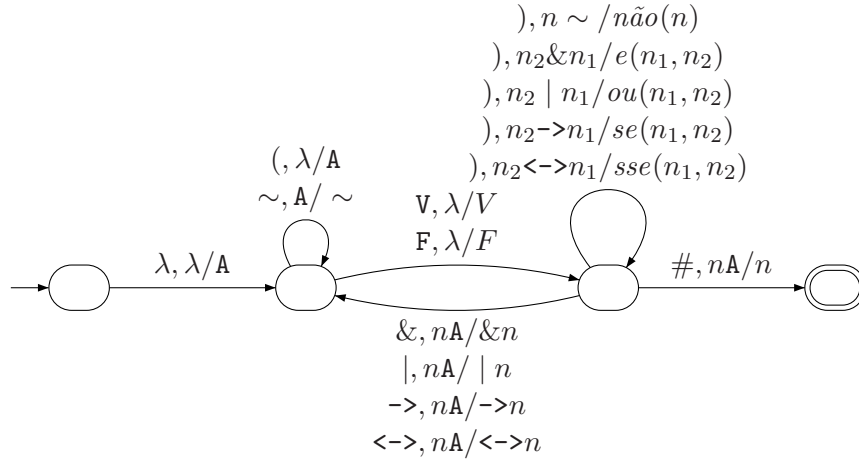 ), n ∼ /não(n)
), n₂&n₁/e(n₁, n₂)
), n₂ | n₁/ou(n₁, n₂)
), n₂->n₁/se(n₁, n₂)
), n₂<->n₁/sse(n₁, n₂)
(, λ/A
∼, A/ ∼
V, λ/V
F, λ/F
λ, λ/A
#, nA/n
&, nA/&n
|, nA/ | n
->, nA/->n
<->, nA/<->n